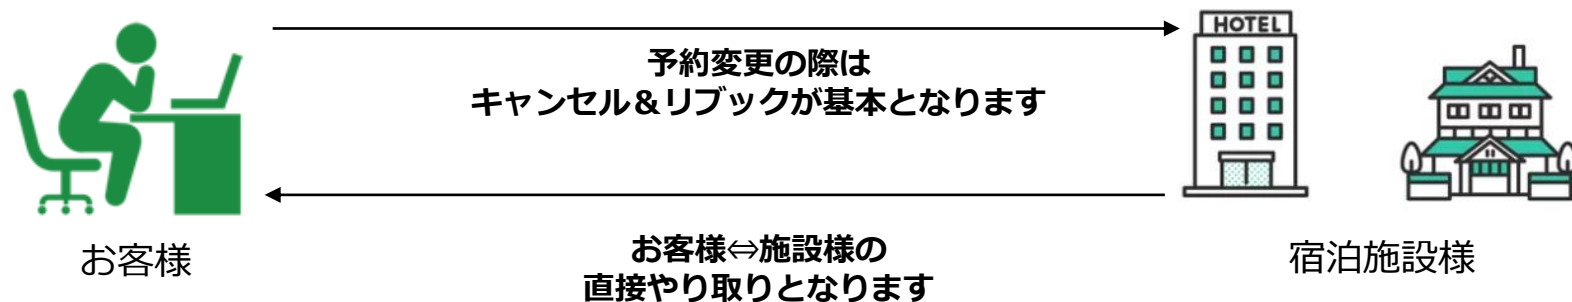 HOTEL
予約変更の際は
キャンセル＆リブックが基本となります
お客様⇔施設様の
直接やり取りとなります
お客様
宿泊施設様